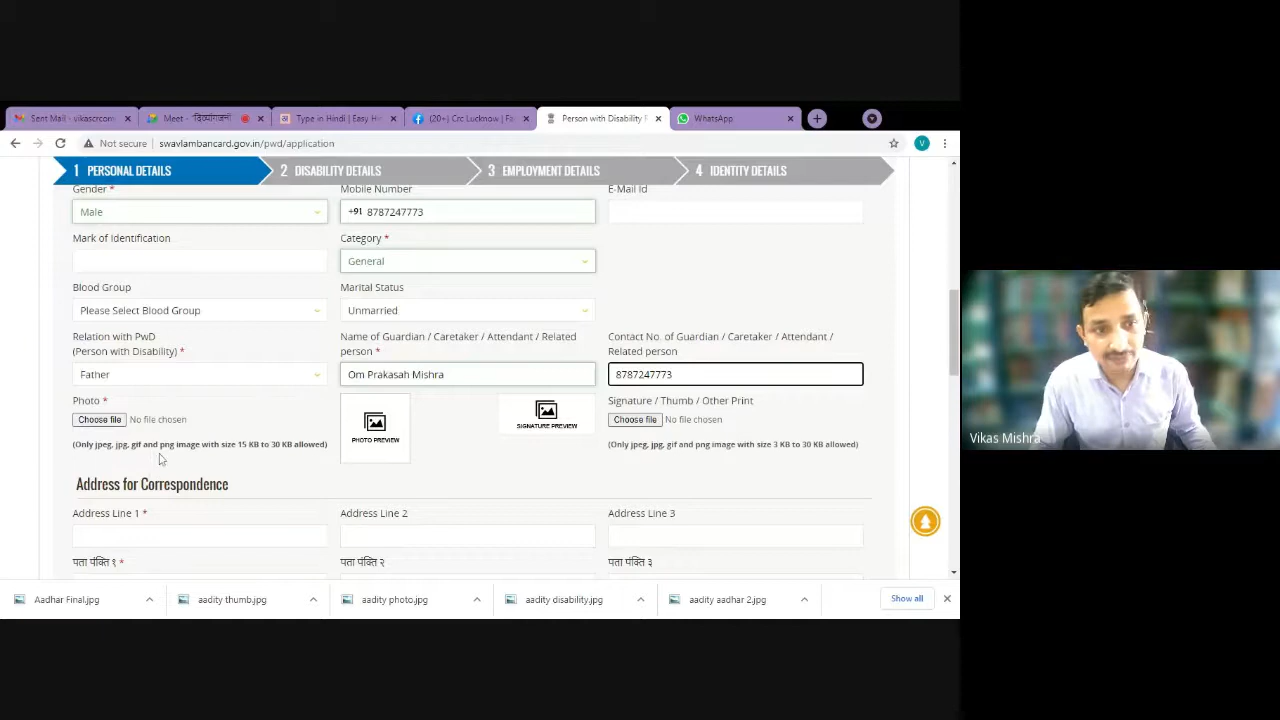 Sent Mail - vikascrccom
Meet - "दिव्यांगजनों
Type in Hindi | Easy Hi
(20+) Crc Lucknow | Fa
Person with Disability F
WhatsApp
Not secure
swavlambancard.gov.in/pwd/application
V
1 PERSONAL DETAILS
2 DISABILITY DETAILS
3 EMPLOYMENT DETAILS
4 IDENTITY DETAILS
Gender *
Mobile Number
E-Mail Id
Male
+91 8787247773
Mark of Identification
Category *
General
Blood Group
Marital Status
Please Select Blood Group
Unmarried
Relation with PwD
(Person with Disability) *
Name of Guardian / Caretaker / Attendant / Related
person *
Contact No. of Guardian / Caretaker / Attendant /
Related person
Father
Om Prakasah Mishra
8787247773
Photo *
Signature / Thumb / Other Print
Choose file No file chosen
PHOTO PREVIEW
SIGNATURE PREVIEW
Choose file No file chosen
(Only jpeg, jpg, gif and png image with size 15 KB to 30 KB allowed)
(Only jpeg, jpg, gif and png image with size 3 KB to 30 KB allowed)
Address for Correspondence
Address Line 1 *
Address Line 2
Address Line 3
पता पंक्ति १ *
पता पंक्ति २
पता पंक्ति ३
Aadhar Final.jpg
aadity thumb.jpg
aadity photo.jpg
aadity disability.jpg
aadity aadhar 2.jpg
Show all
Vikas Mishra